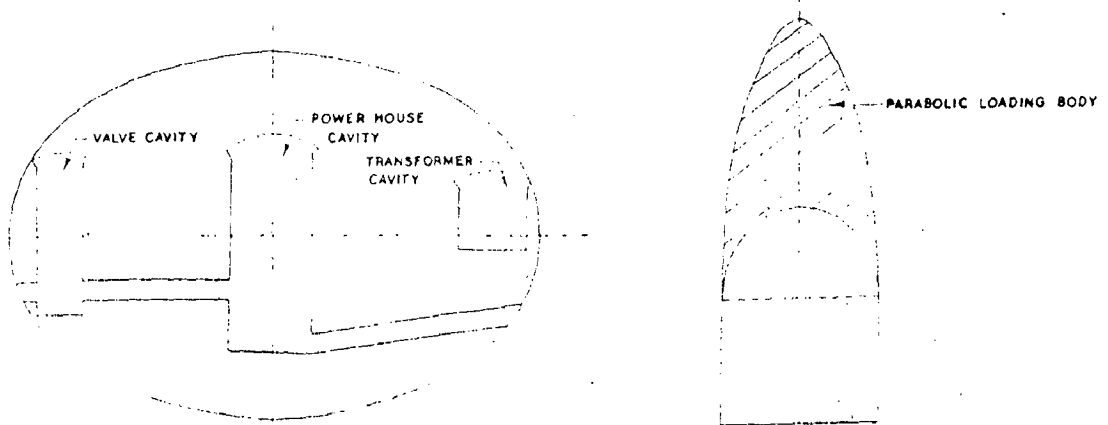 VALVE CAVITY
POWER HOUSE
CAVITY
TRANSFORMER
CAVITY
PARABOLIC LOADING BODY